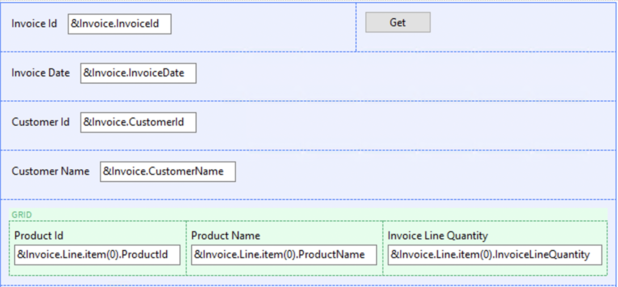 Invoice Id &Invoice.InvoiceId Get
Invoice Date &Invoice.InvoiceDate
Customer Id &Invoice.CustomerId
Customer Name &Invoice.CustomerName
GRID
Product Id Product Name Invoice Line Quantity
&Invoice.Line.item(0).ProductId &Invoice.Line.item(0).ProductName &Invoice.Line.item(0).InvoiceLineQuantity